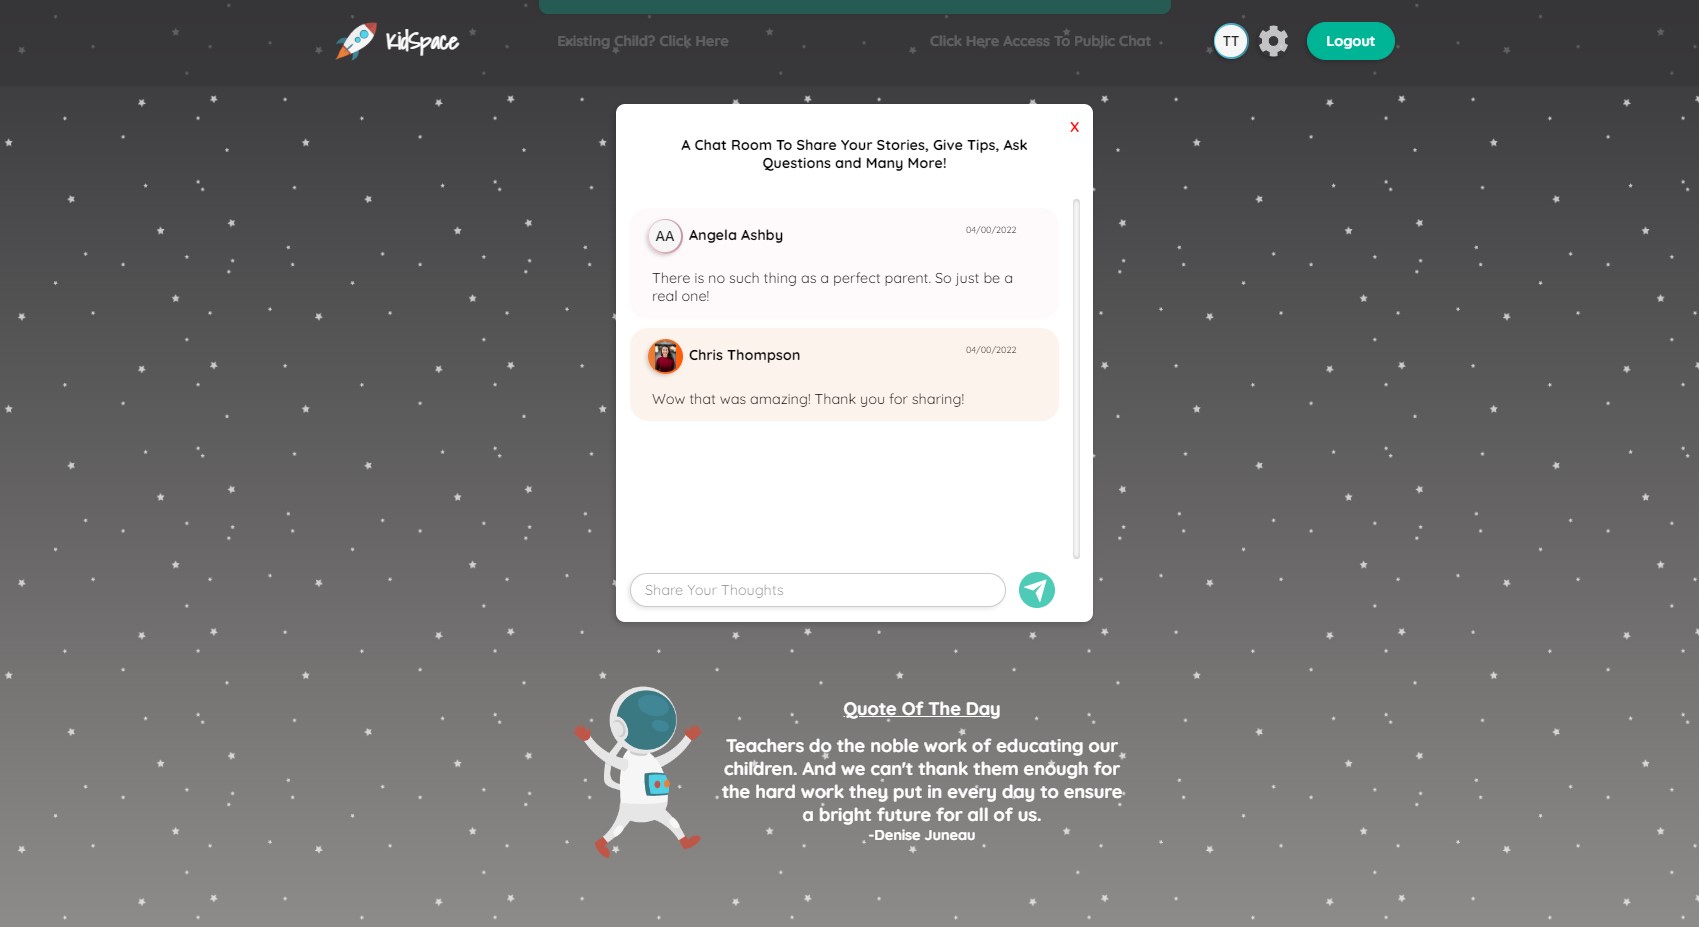 KidSpace
Existing Child? Click Here
Click Here Access To Public Chat
TT
Logout
X
A Chat Room To Share Your Stories, Give Tips, Ask
Questions and Many More!
AA
Angela Ashby
04/00/2022
There is no such thing as a perfect parent. So just be a
real one!
Chris Thompson
04/00/2022
Wow that was amazing! Thank you for sharing!
Share Your Thoughts
Quote Of The Day
Teachers do the noble work of educating our
children. And we can't thank them enough for
the hard work they put in every day to ensure
a bright future for all of us.
-Denise Juneau